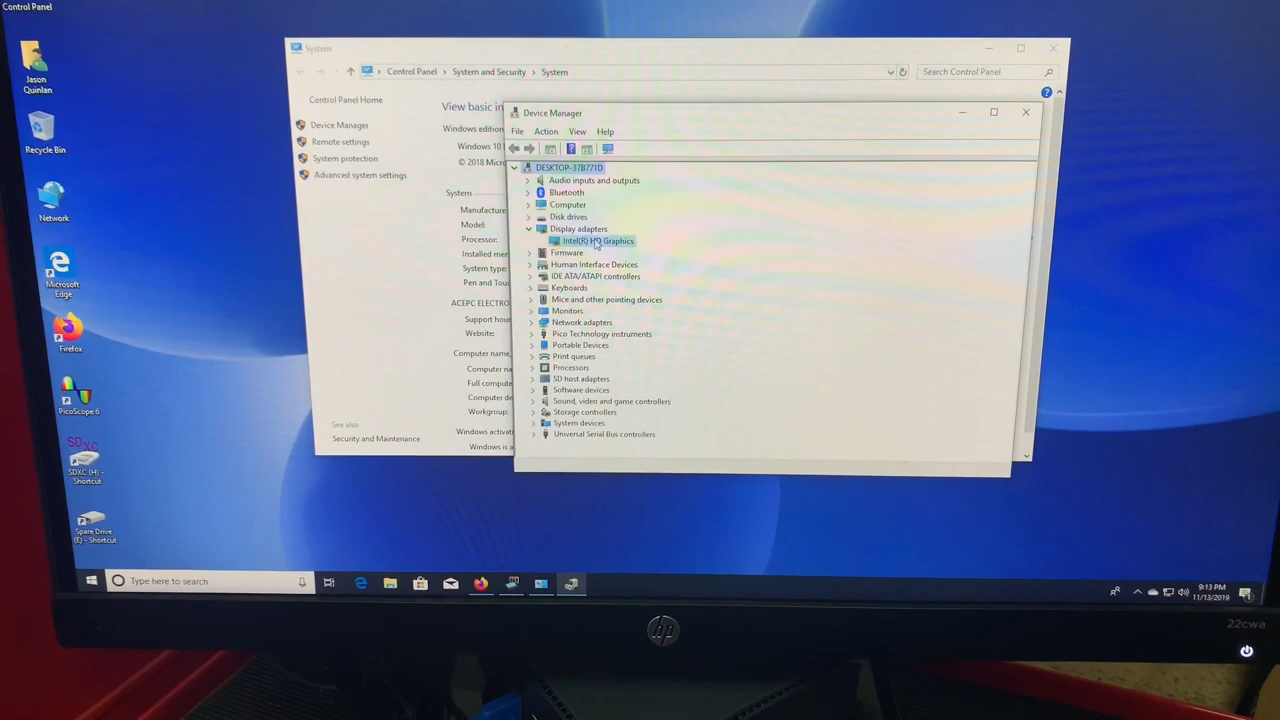 Control Panel
Jason
Quinlan
Recycle Bin
Network
Microsoft
Edge
Firefox
PicoScope 6
SDXC
SDXC (H) -
Shortcut
Spare Drive
(E) - Shortcut
System
Control Panel > System and Security > System
Search Control Panel
Control Panel Home
Device Manager
Remote settings
System protection
Advanced system settings
See also
Security and Maintenance
View basic in
Windows edition
Windows 10
© 2018 Micr
System
Manufacture
Model:
Processor:
Installed mem
System type:
Pen and Touc
ACEPC ELECTRO
Support hour
Website:
Computer name,
Computer na
Full compute
Computer de
Workgroup:
Windows activati
Windows is a
Device Manager
File Action View Help
DESKTOP-37B771D
Audio inputs and outputs
Bluetooth
Computer
Disk drives
Display adapters
Intel(R) HD Graphics
Firmware
Human Interface Devices
IDE ATA/ATAPI controllers
Keyboards
Mice and other pointing devices
Monitors
Network adapters
Pico Technology instruments
Portable Devices
Print queues
Processors
SD host adapters
Software devices
Sound, video and game controllers
Storage controllers
System devices
Universal Serial Bus controllers
Type here to search
9:13 PM
11/13/2019
hp
22cwa